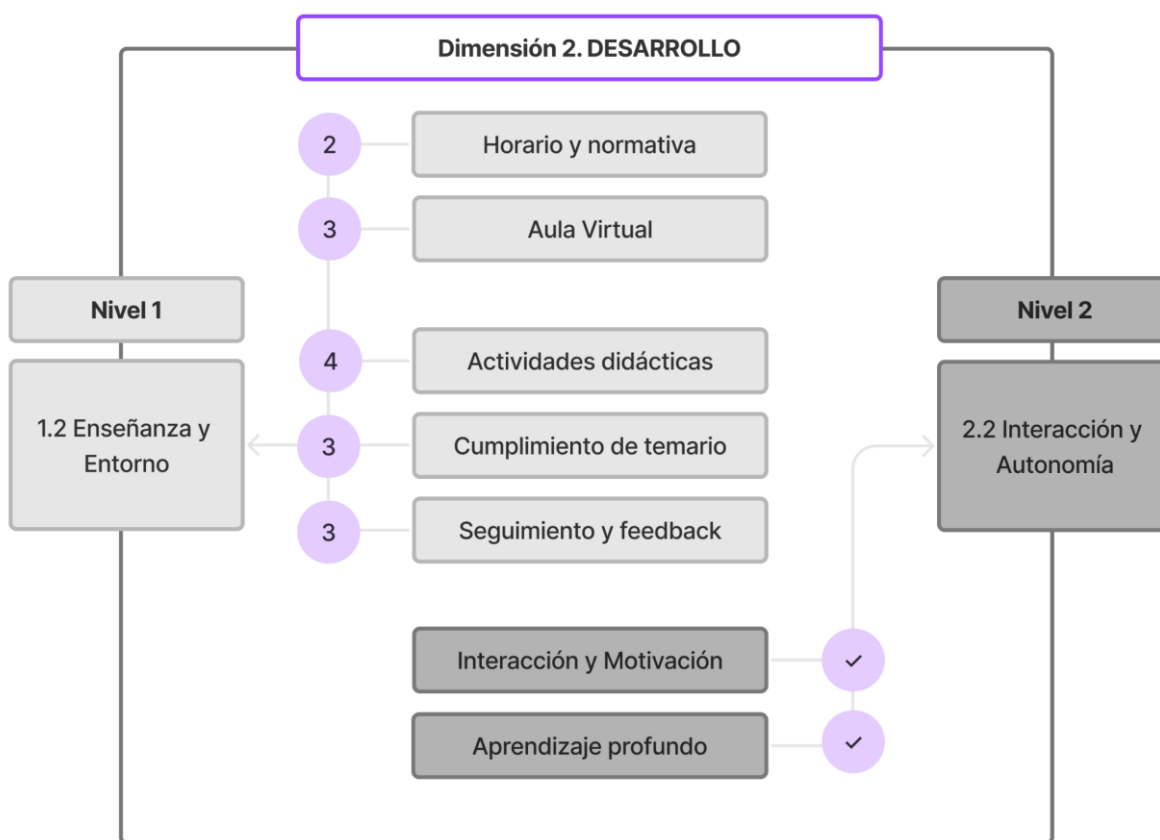 Dimensión 2. DESARROLLO
2
Horario y normativa
3
Aula Virtual
Nivel 1
Nivel 2
4
Actividades didácticas
1.2 Enseñanza y
Entorno
3
Cumplimiento de temario
2.2 Interacción y
Autonomía
3
Seguimiento y feedback
Interacción y Motivación
Aprendizaje profundo